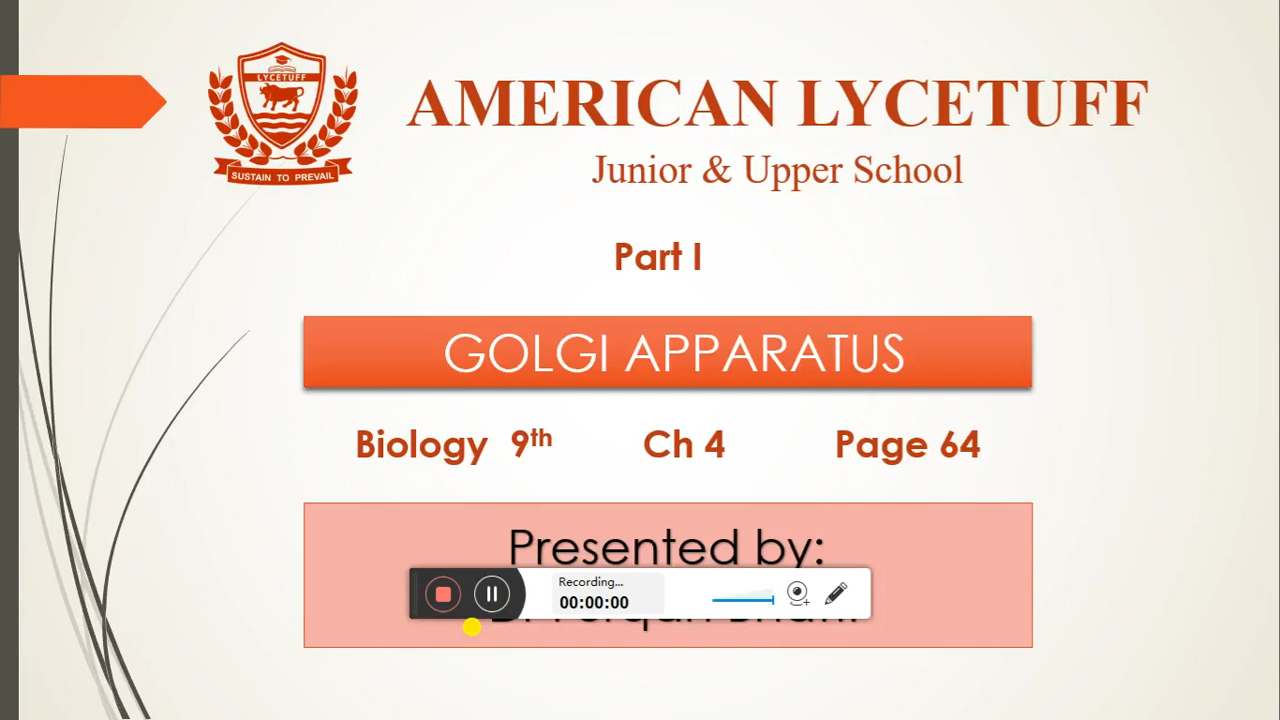 LYCETUFF
SUSTAIN TO PREVAIL
AMERICAN LYCETUFF
Junior & Upper School
Part I
GOLGI APPARATUS
Biology 9th Ch 4 Page 64
Presented by:
Recording...
00:00:00